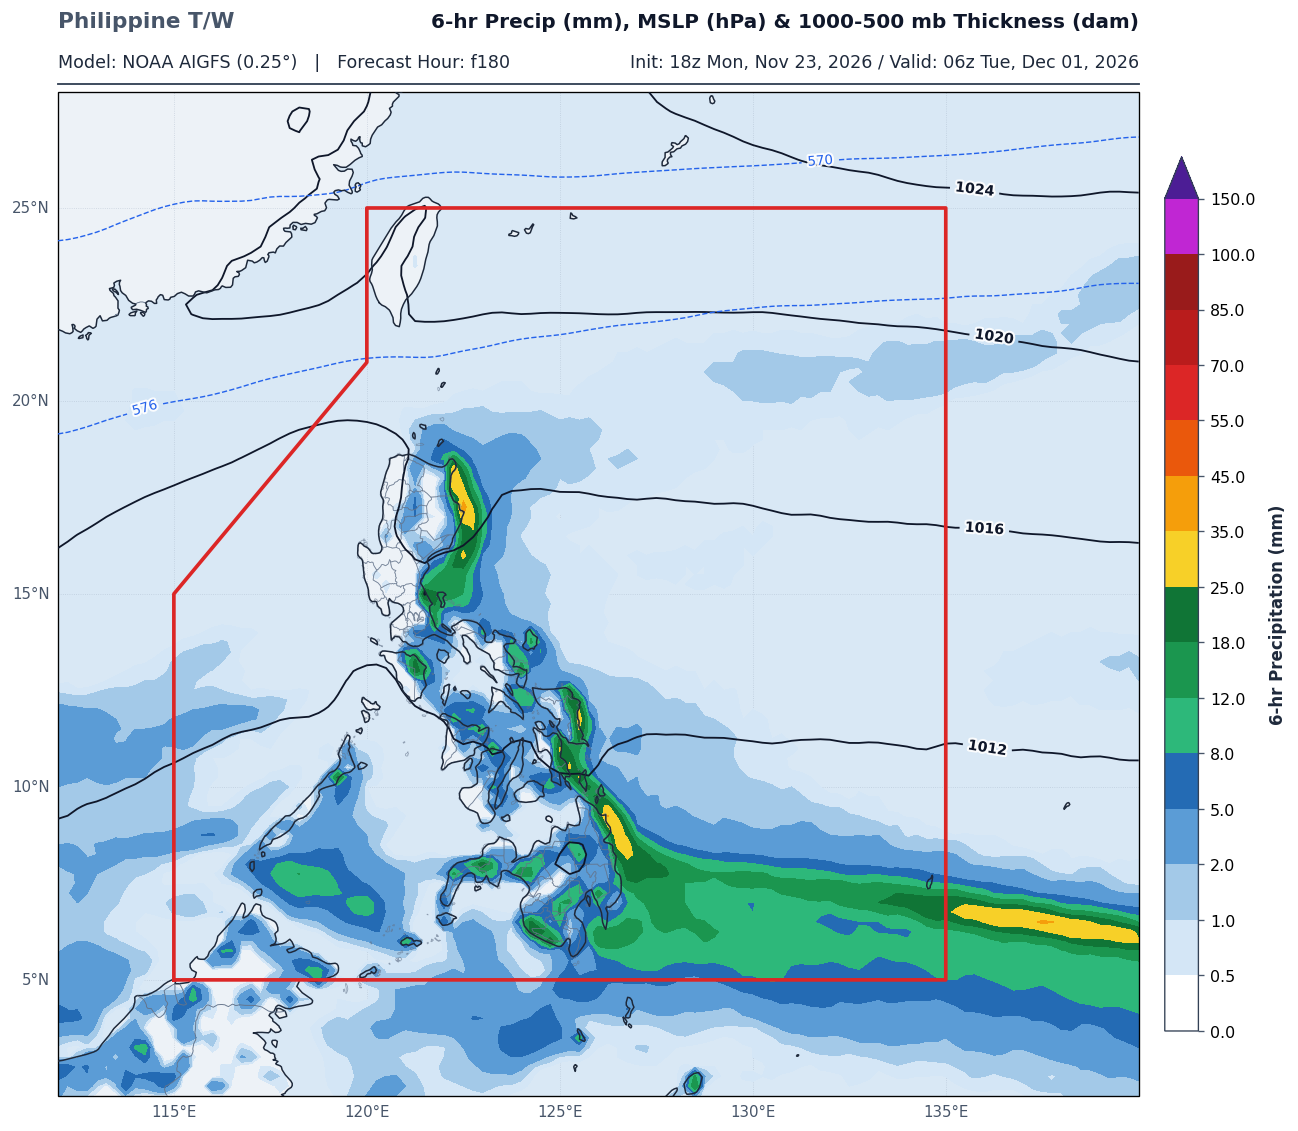 Philippine T/W
6-hr Precip (mm), MSLP (hPa) & 1000-500 mb Thickness (dam)
Model: NOAA AIGFS (0.25°) | Forecast Hour: f180
Init: 18z Mon, Nov 23, 2026 / Valid: 06z Tue, Dec 01, 2026
570
1024
25°N
1020
20°N
576
1016
15°N
1012
10°N
5°N
115°E
120°E
125°E
130°E
135°E
150.0
100.0
85.0
70.0
55.0
45.0
35.0
25.0
18.0
12.0
8.0
5.0
2.0
1.0
0.5
0.0
6-hr Precipitation (mm)